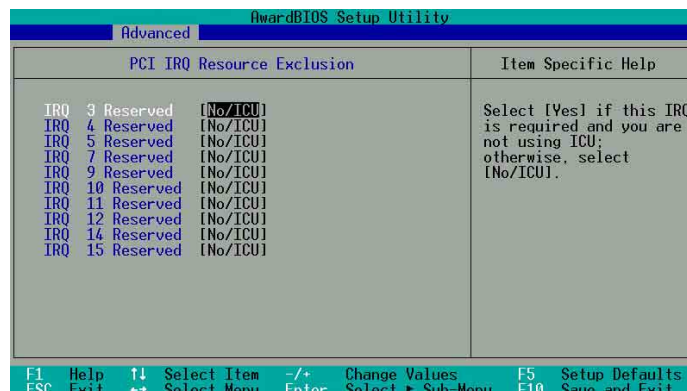 AwardBIOS Setup Utility
Advanced
PCI IRQ Resource Exclusion
Item Specific Help
IRQ 3 Reserved [No/ICU]
IRQ 4 Reserved [No/ICU]
IRQ 5 Reserved [No/ICU]
IRQ 7 Reserved [No/ICU]
IRQ 9 Reserved [No/ICU]
IRQ 10 Reserved [No/ICU]
IRQ 11 Reserved [No/ICU]
IRQ 12 Reserved [No/ICU]
IRQ 14 Reserved [No/ICU]
IRQ 15 Reserved [No/ICU]
Select [Yes] if this IRQ
is required and you are
not using ICU;
otherwise, select
[No/ICU].
F1 Help ↑↓ Select Item -/+ Change Values F5 Setup Defaults
ESC Exit ↔ Select Menu Enter Select ► Sub-Menu F10 Save and Exit